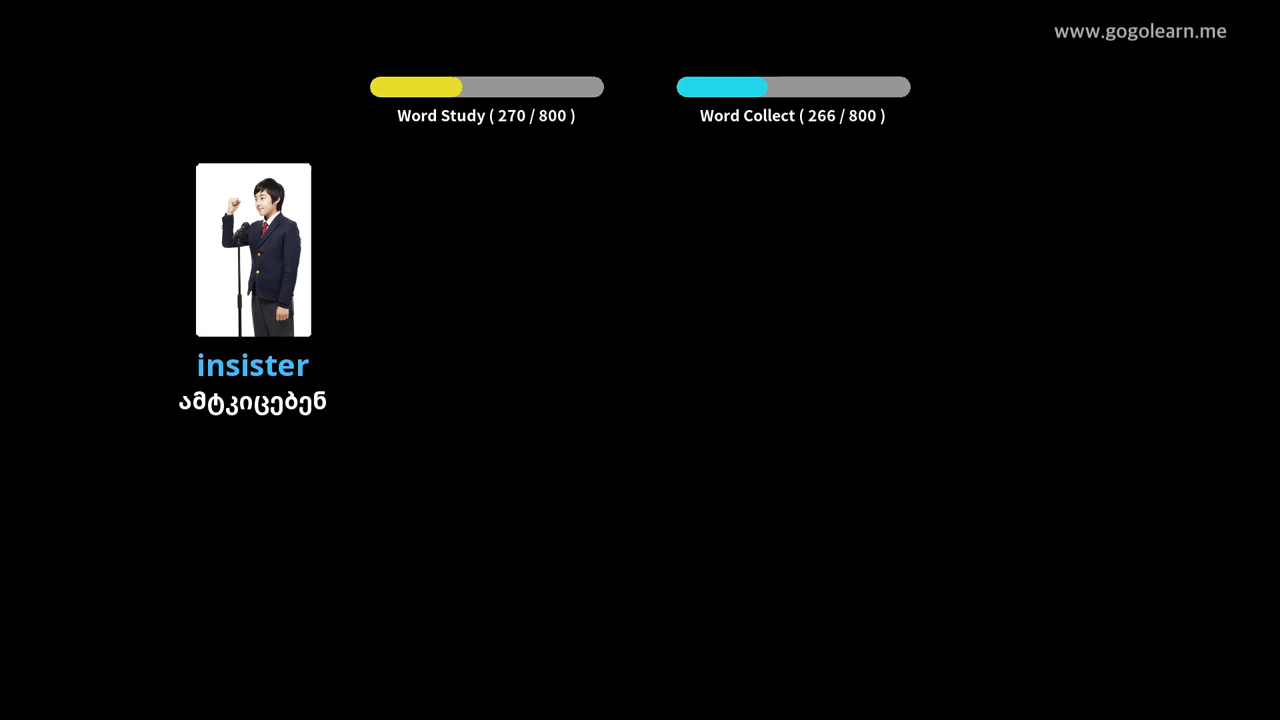 www.gogolearn.me
Word Study ( 270 / 800 )
Word Collect ( 266 / 800 )
insister
ამტკიცებენ